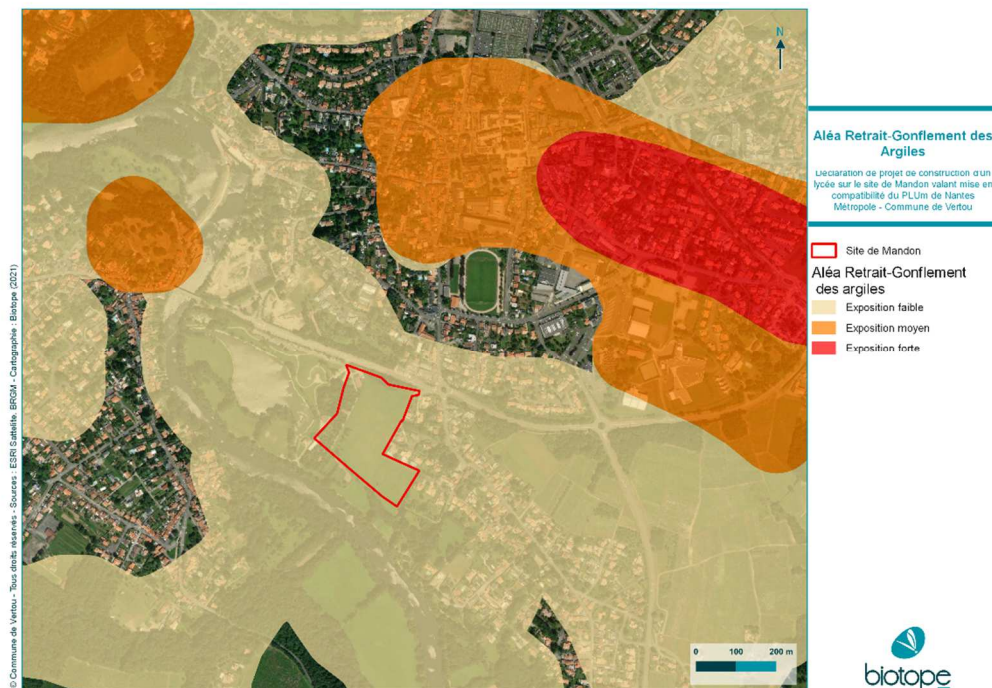 N
Aléa Retrait-Gonflement des
Argiles
Déclaration de projet de construction d'un
lycée sur le site de Mandon valant mise en
compatibilité du PLUm de Nantes
Métropole - Commune de Vertou
Site de Mandon
Aléa Retrait-Gonflement
des argiles
Exposition faible
Exposition moyen
Exposition forte
0 100 200 m
biotope
© Commune de Vertou - Tous droits réservés - Sources : ESRI Sattelite, BRGM - Cartographie : Biotope (2021)